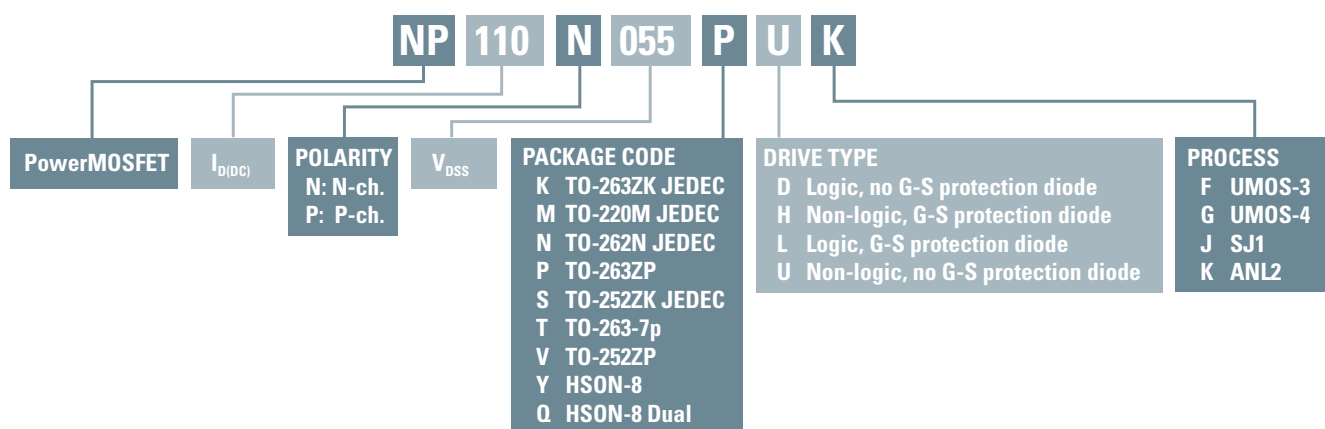 NP 110 N 055 P U K
PowerMOSFET
I_D(DC)
POLARITY
N: N-ch.
P: P-ch.
V_DSS
PACKAGE CODE
K TO-263ZK JEDEC
M TO-220M JEDEC
N TO-262N JEDEC
P TO-263ZP
S TO-252ZK JEDEC
T TO-263-7p
V TO-252ZP
Y HSON-8
Q HSON-8 Dual
DRIVE TYPE
D Logic, no G-S protection diode
H Non-logic, G-S protection diode
L Logic, G-S protection diode
U Non-logic, no G-S protection diode
PROCESS
F UMOS-3
G UMOS-4
J SJ1
K ANL2